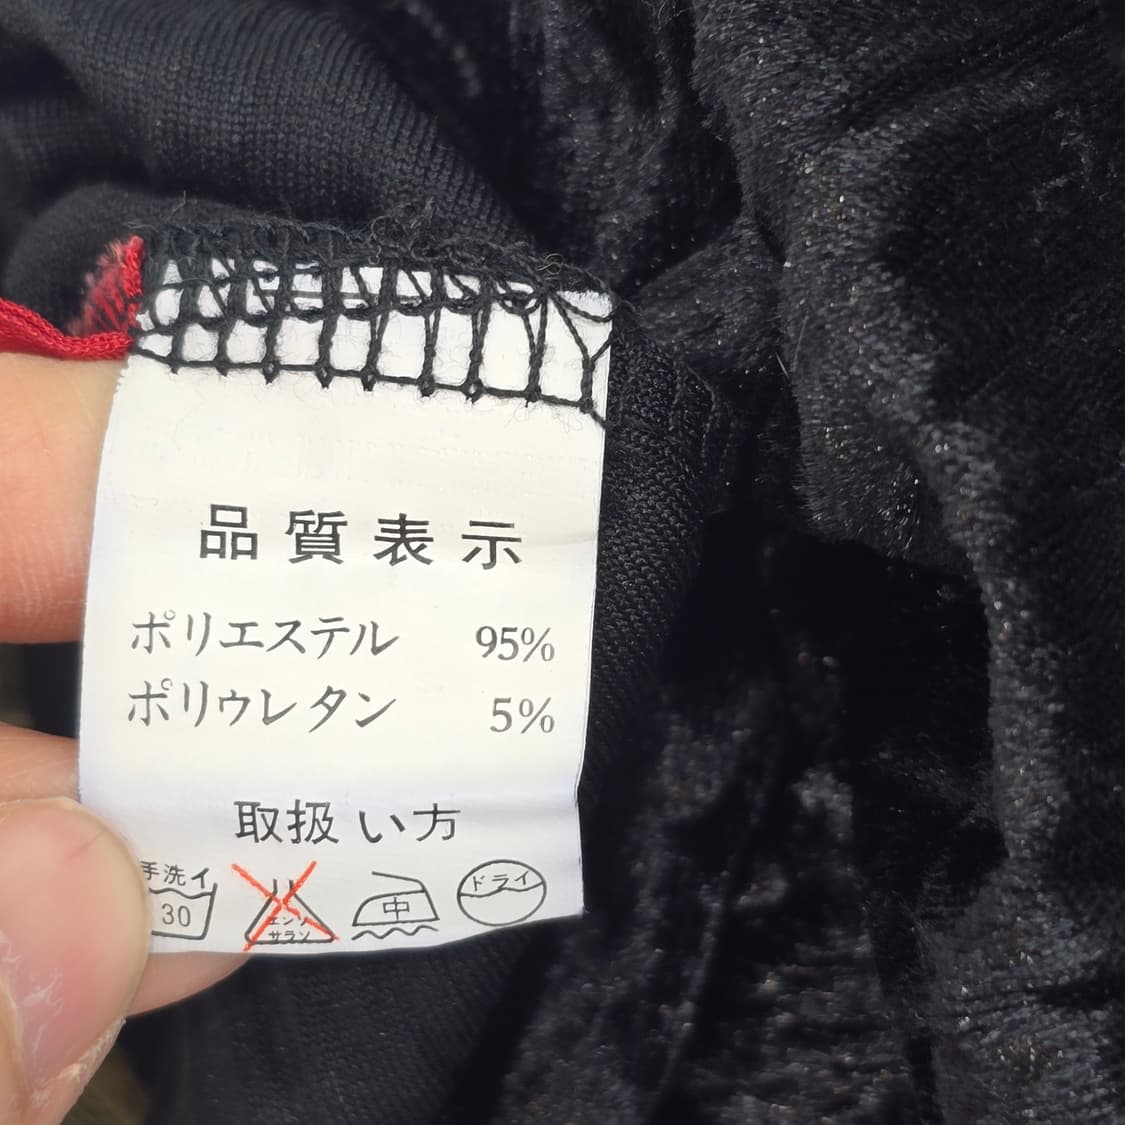 品質表示
ポリエステル 95%
ポリゥレタン 5%
取扱い方
手洗イ 30
エンソ サラシ
中
ドライ